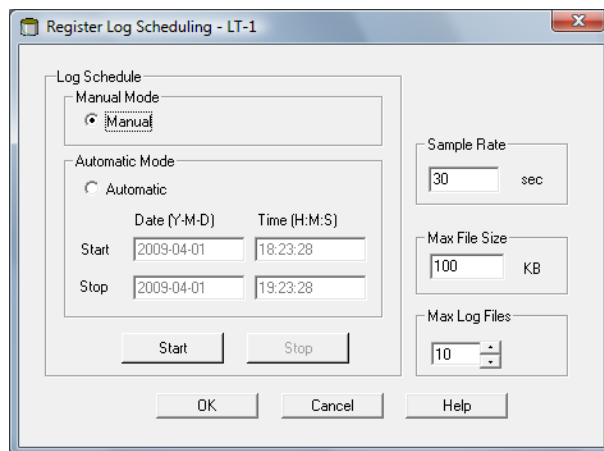 Register Log Scheduling - LT-1
Log Schedule
Manual Mode
Manual
Automatic Mode
Automatic
Date (Y-M-D) Time (H:M:S)
Start 2009-04-01 18:23:28
Stop 2009-04-01 19:23:28
Start Stop
Sample Rate
30 sec
Max File Size
100 KB
Max Log Files
10
OK Cancel Help